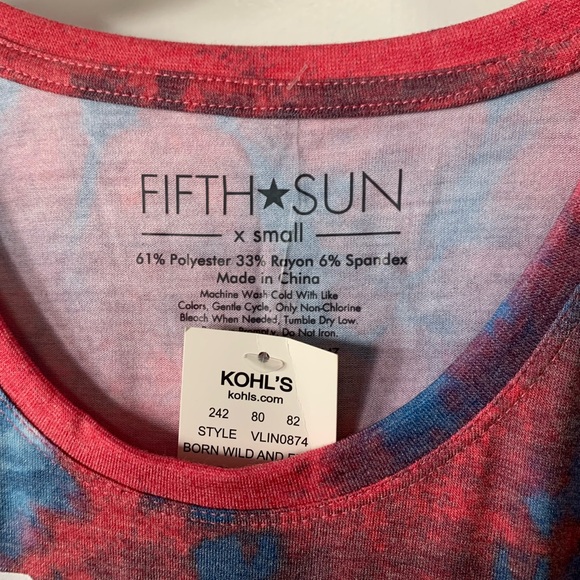 FIFTH★SUN
x small
61% Polyester 33% Rayon 6% Spandex
Made in China
Machine Wash Cold With Like
Colors, Gentle Cycle, Only Non-Chlorine
Bleach When Needed, Tumble Dry Low.
Do Not Iron.
KOHL'S
kohls.com
242 80 82
STYLE VLIN0874
BORN WILD AND